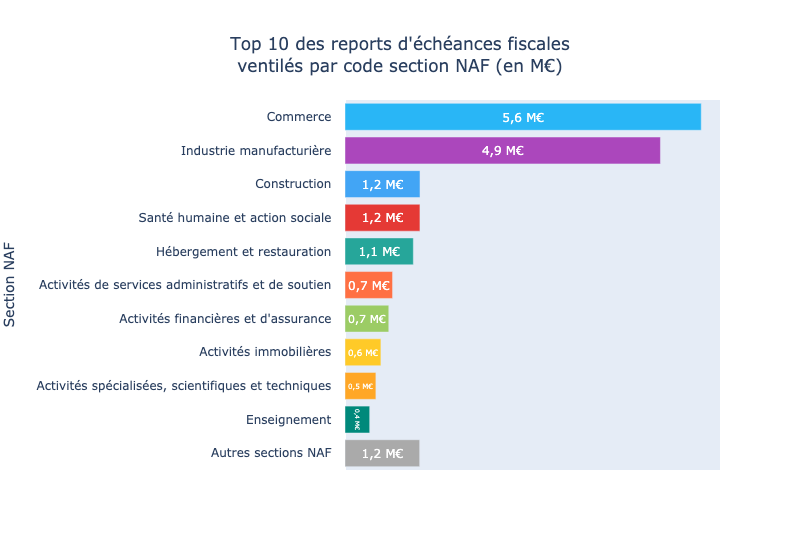 Top 10 des reports d'échéances fiscales
ventilés par code section NAF (en M€)
Section NAF
Commerce 5,6 M€
Industrie manufacturière 4,9 M€
Construction 1,2 M€
Santé humaine et action sociale 1,2 M€
Hébergement et restauration 1,1 M€
Activités de services administratifs et de soutien 0,7 M€
Activités financières et d'assurance 0,7 M€
Activités immobilières 0,6 M€
Activités spécialisées, scientifiques et techniques 0,5 M€
Enseignement 0,4 M€
Autres sections NAF 1,2 M€